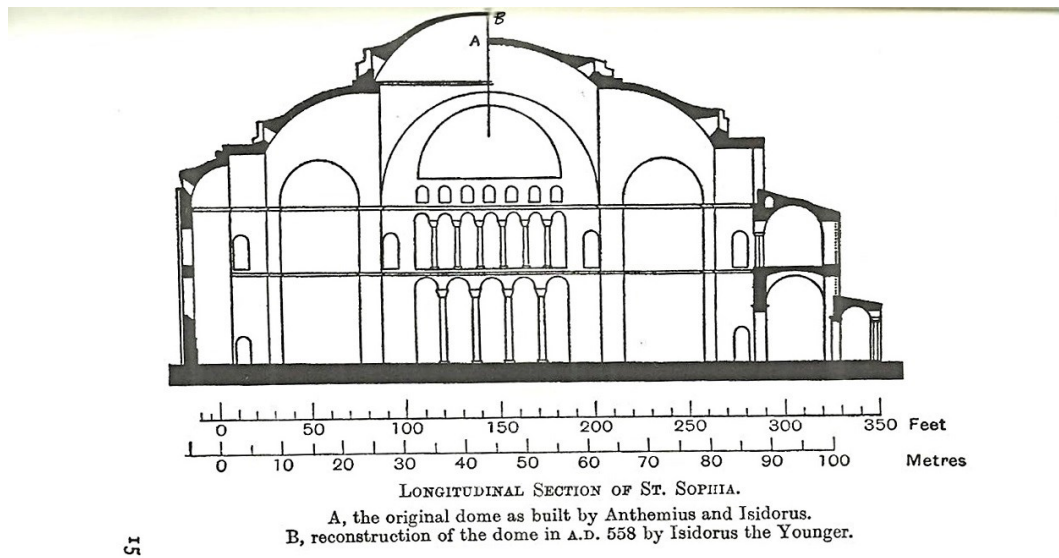 B
A
0 50 100 150 200 250 300 350 Feet
0 10 20 30 40 50 60 70 80 90 100 Metres
LONGITUDINAL SECTION OF ST. SOPHIA.
A, the original dome as built by Anthemius and Isidorus.
B, reconstruction of the dome in A.D. 558 by Isidorus the Younger.
15